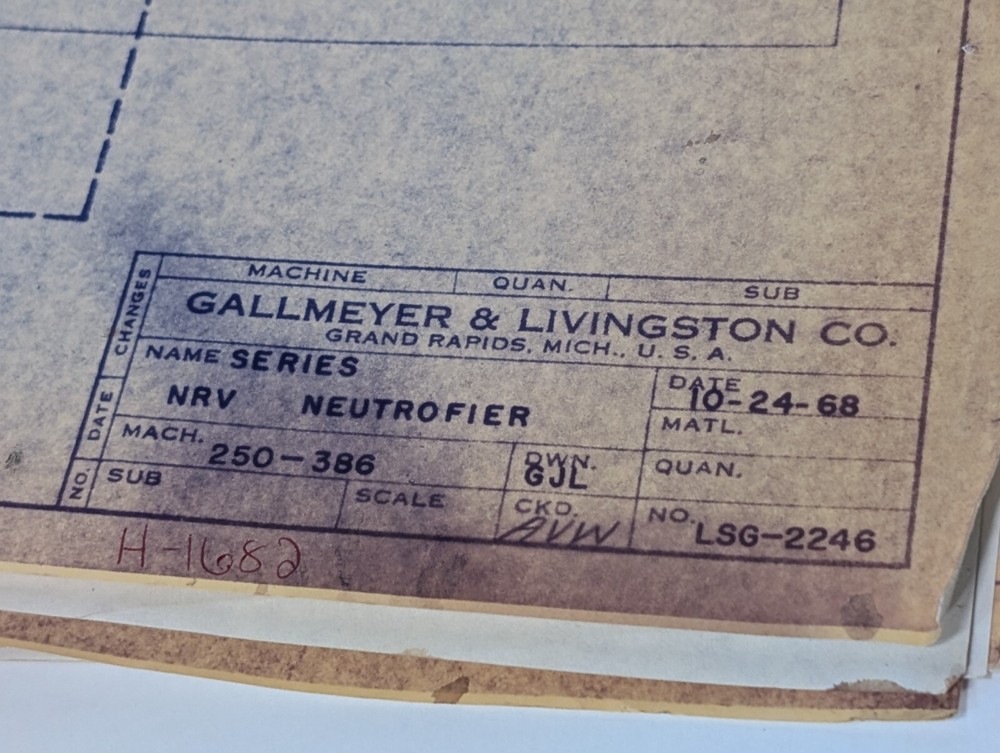 MACHINE QUAN. SUB
GALLMEYER & LIVINGSTON CO.
GRAND RAPIDS, MICH., U. S. A.
CHANGES
DATE
NO.
NAME SERIES
NRV NEUTROFIER
DATE 10-24-68
MATL.
MACH. 250-386
DWN. GJL
QUAN.
SUB
SCALE
CKD. AVW
NO. LSG-2246
H-1682